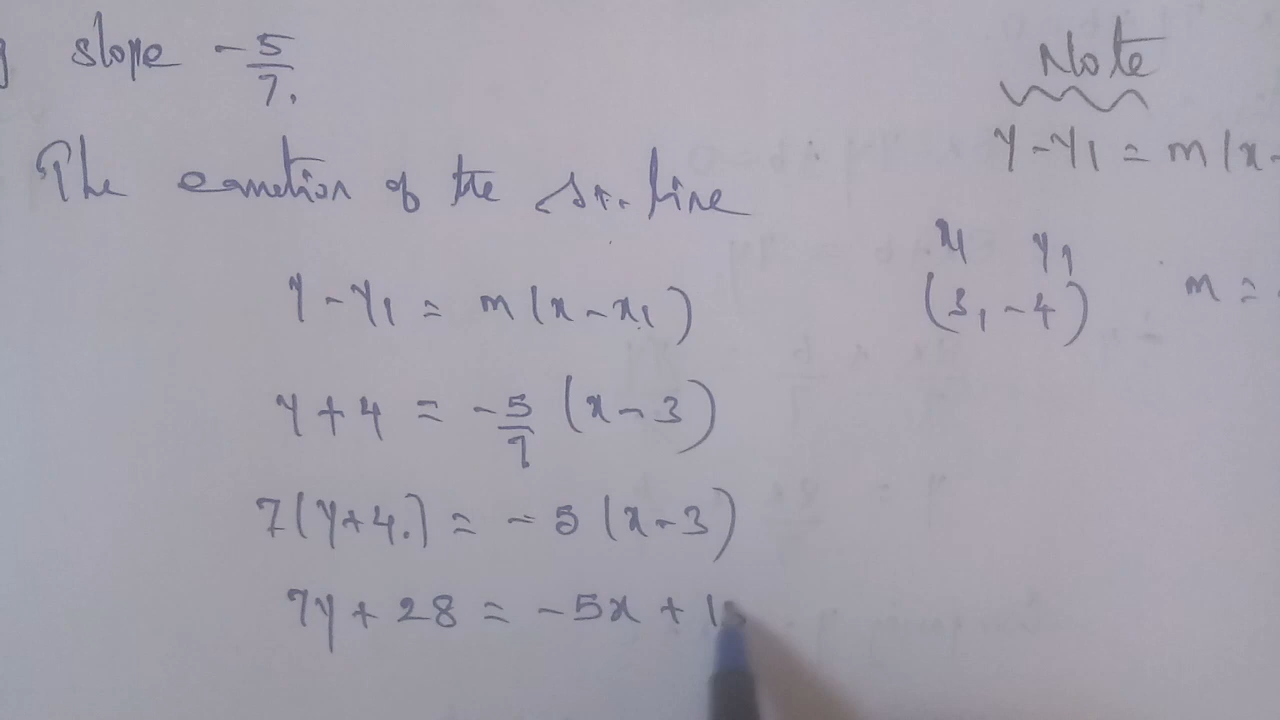 slope -5/7.
The equation of the St. line
y - y1 = m(x - x1)
y + 4 = -5/7 (x - 3)
7(y + 4.) = -5(x - 3)
7y + 28 = -5x + 
Note
y - y1 = m(x -
x1 y1
(3, -4) m =